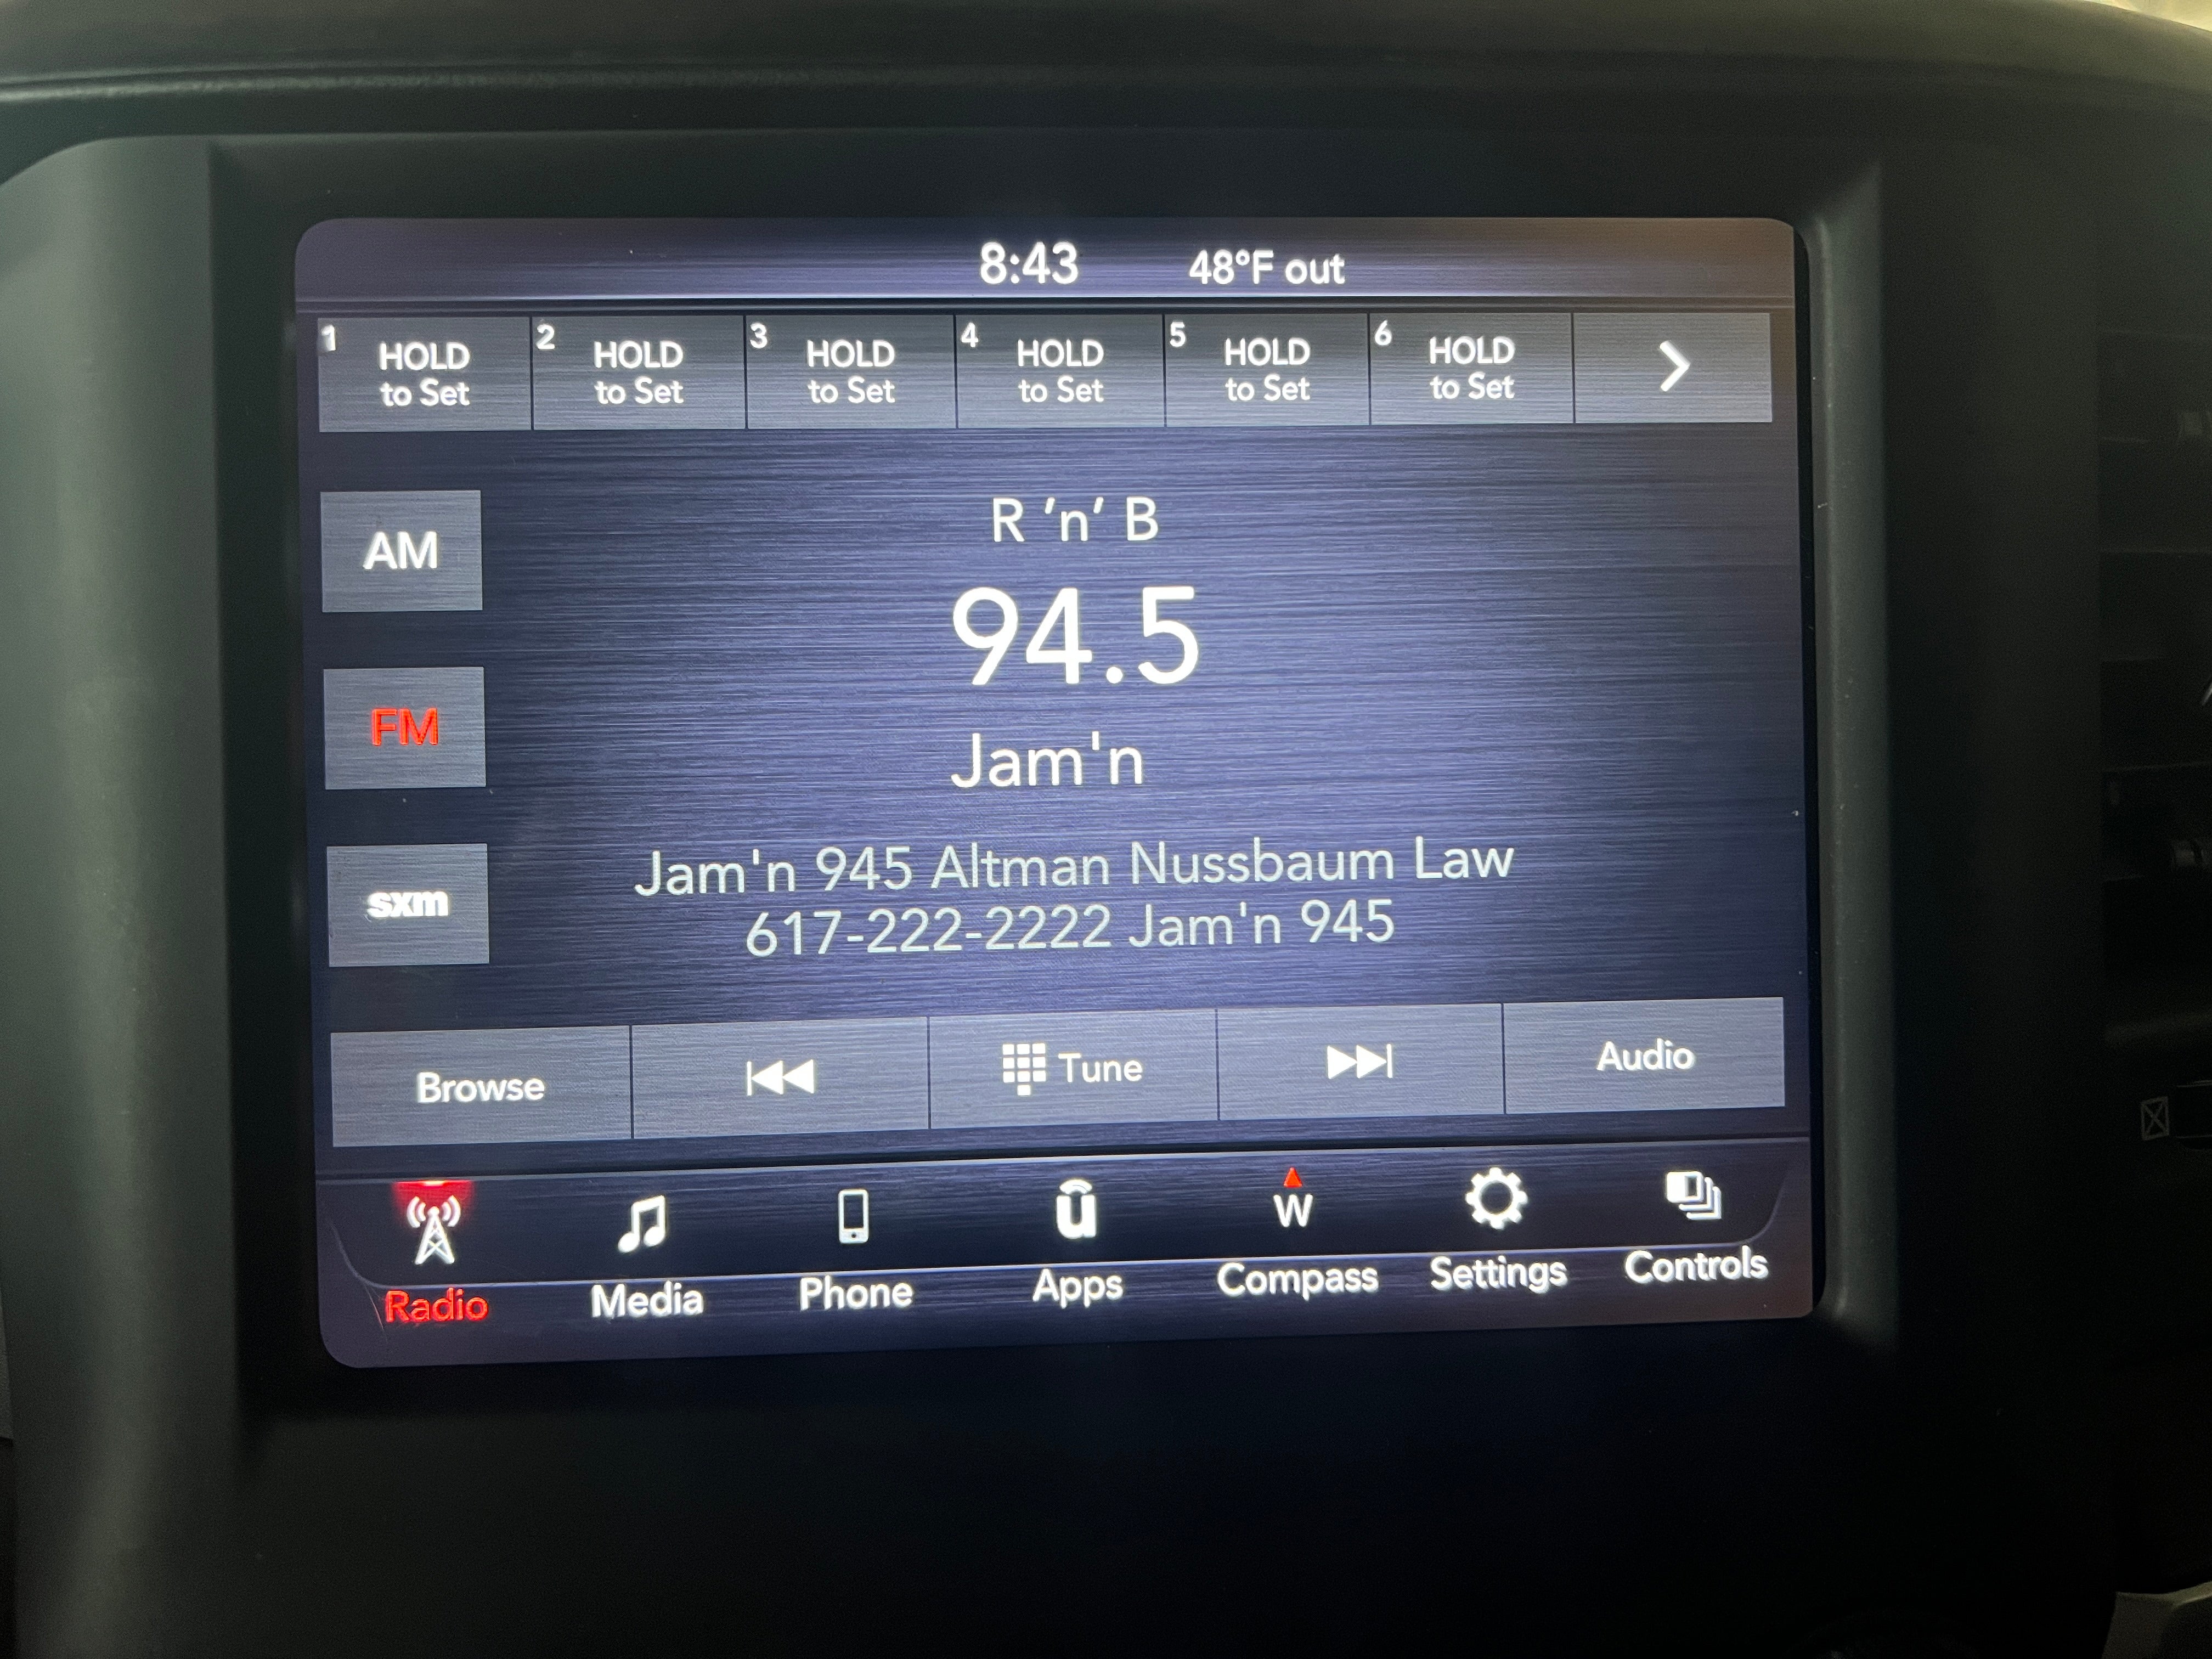 8:43 48°F out
1 HOLD to Set
2 HOLD to Set
3 HOLD to Set
4 HOLD to Set
5 HOLD to Set
6 HOLD to Set
R 'n' B
AM
94.5
FM
Jam'n
Jam'n 945 Altman Nussbaum Law
617-222-2222 Jam'n 945
sxm
Browse Tune Audio
W
Radio Media Phone Apps Compass Settings Controls